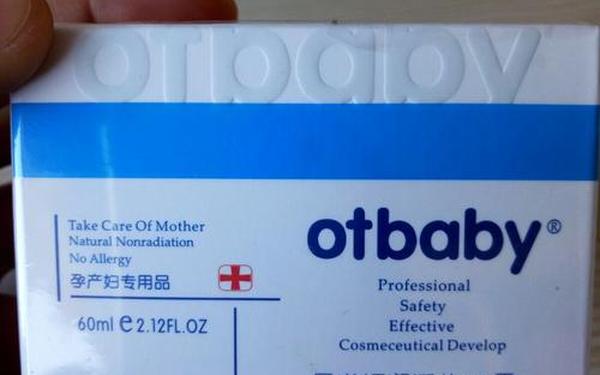 otbaby
Take Care Of Mother
Natural Nonradiation
No Allergy
孕产妇专用品
60ml e 2.12FL.OZ
otbaby®
Professional
Safety
Effective
Cosmeceutical Develop